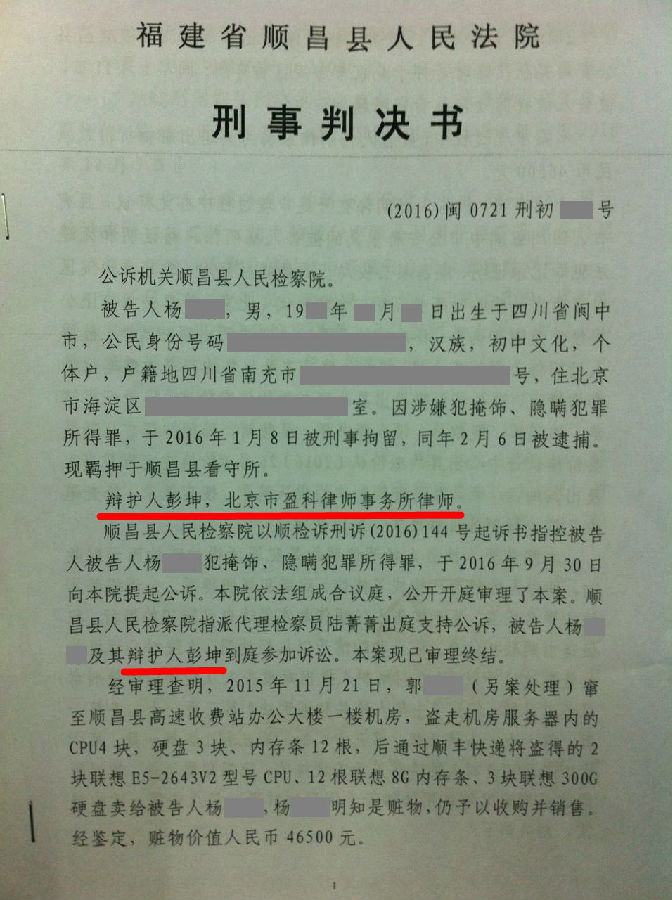 福建省顺昌县人民法院
刑事判决书
(2016)闽0721刑初 号
公诉机关顺昌县人民检察院。
被告人杨 ，男，19 年 月 日出生于四川省阆中
市，公民身份号码 ，汉族，初中文化，个
体户，户籍地四川省南充市 号，住北京
市海淀区 室。因涉嫌犯掩饰、隐瞒犯罪
所得罪，于2016年1月8日被刑事拘留，同年2月6日被逮捕。
现羁押于顺昌县看守所。
辩护人彭坤，北京市盈科律师事务所律师。
顺昌县人民检察院以顺检诉刑诉(2016)144号起诉书指控被告
人被告人杨 犯掩饰、隐瞒犯罪所得罪，于2016年9月30日
向本院提起公诉。本院依法组成合议庭，公开开庭审理了本案。顺
昌县人民检察院指派代理检察员陆菁菁出庭支持公诉，被告人杨
及其辩护人彭坤到庭参加诉讼。本案现已审理终结。
经审理查明，2015年11月21日，郭 （另案处理）窜
至顺昌县高速收费站办公大楼一楼机房，盗走机房服务器内的
CPU4块，硬盘3块、内存条12根，后通过顺丰快递将盗得的2
块联想E5-2643V2型号CPU、12根联想8G内存条、3块联想300G
硬盘卖给被告人杨 ，杨 明知是赃物，仍予以收购并销售。
经鉴定，赃物价值人民币46500元。
1